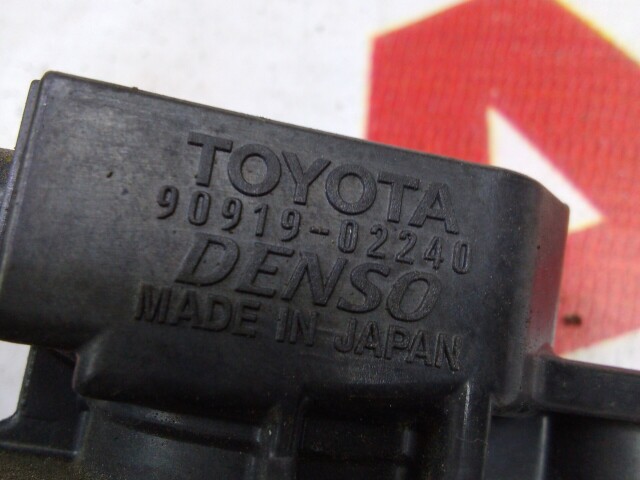 TOYOTA
90919-02240
DENSO
MADE IN JAPAN